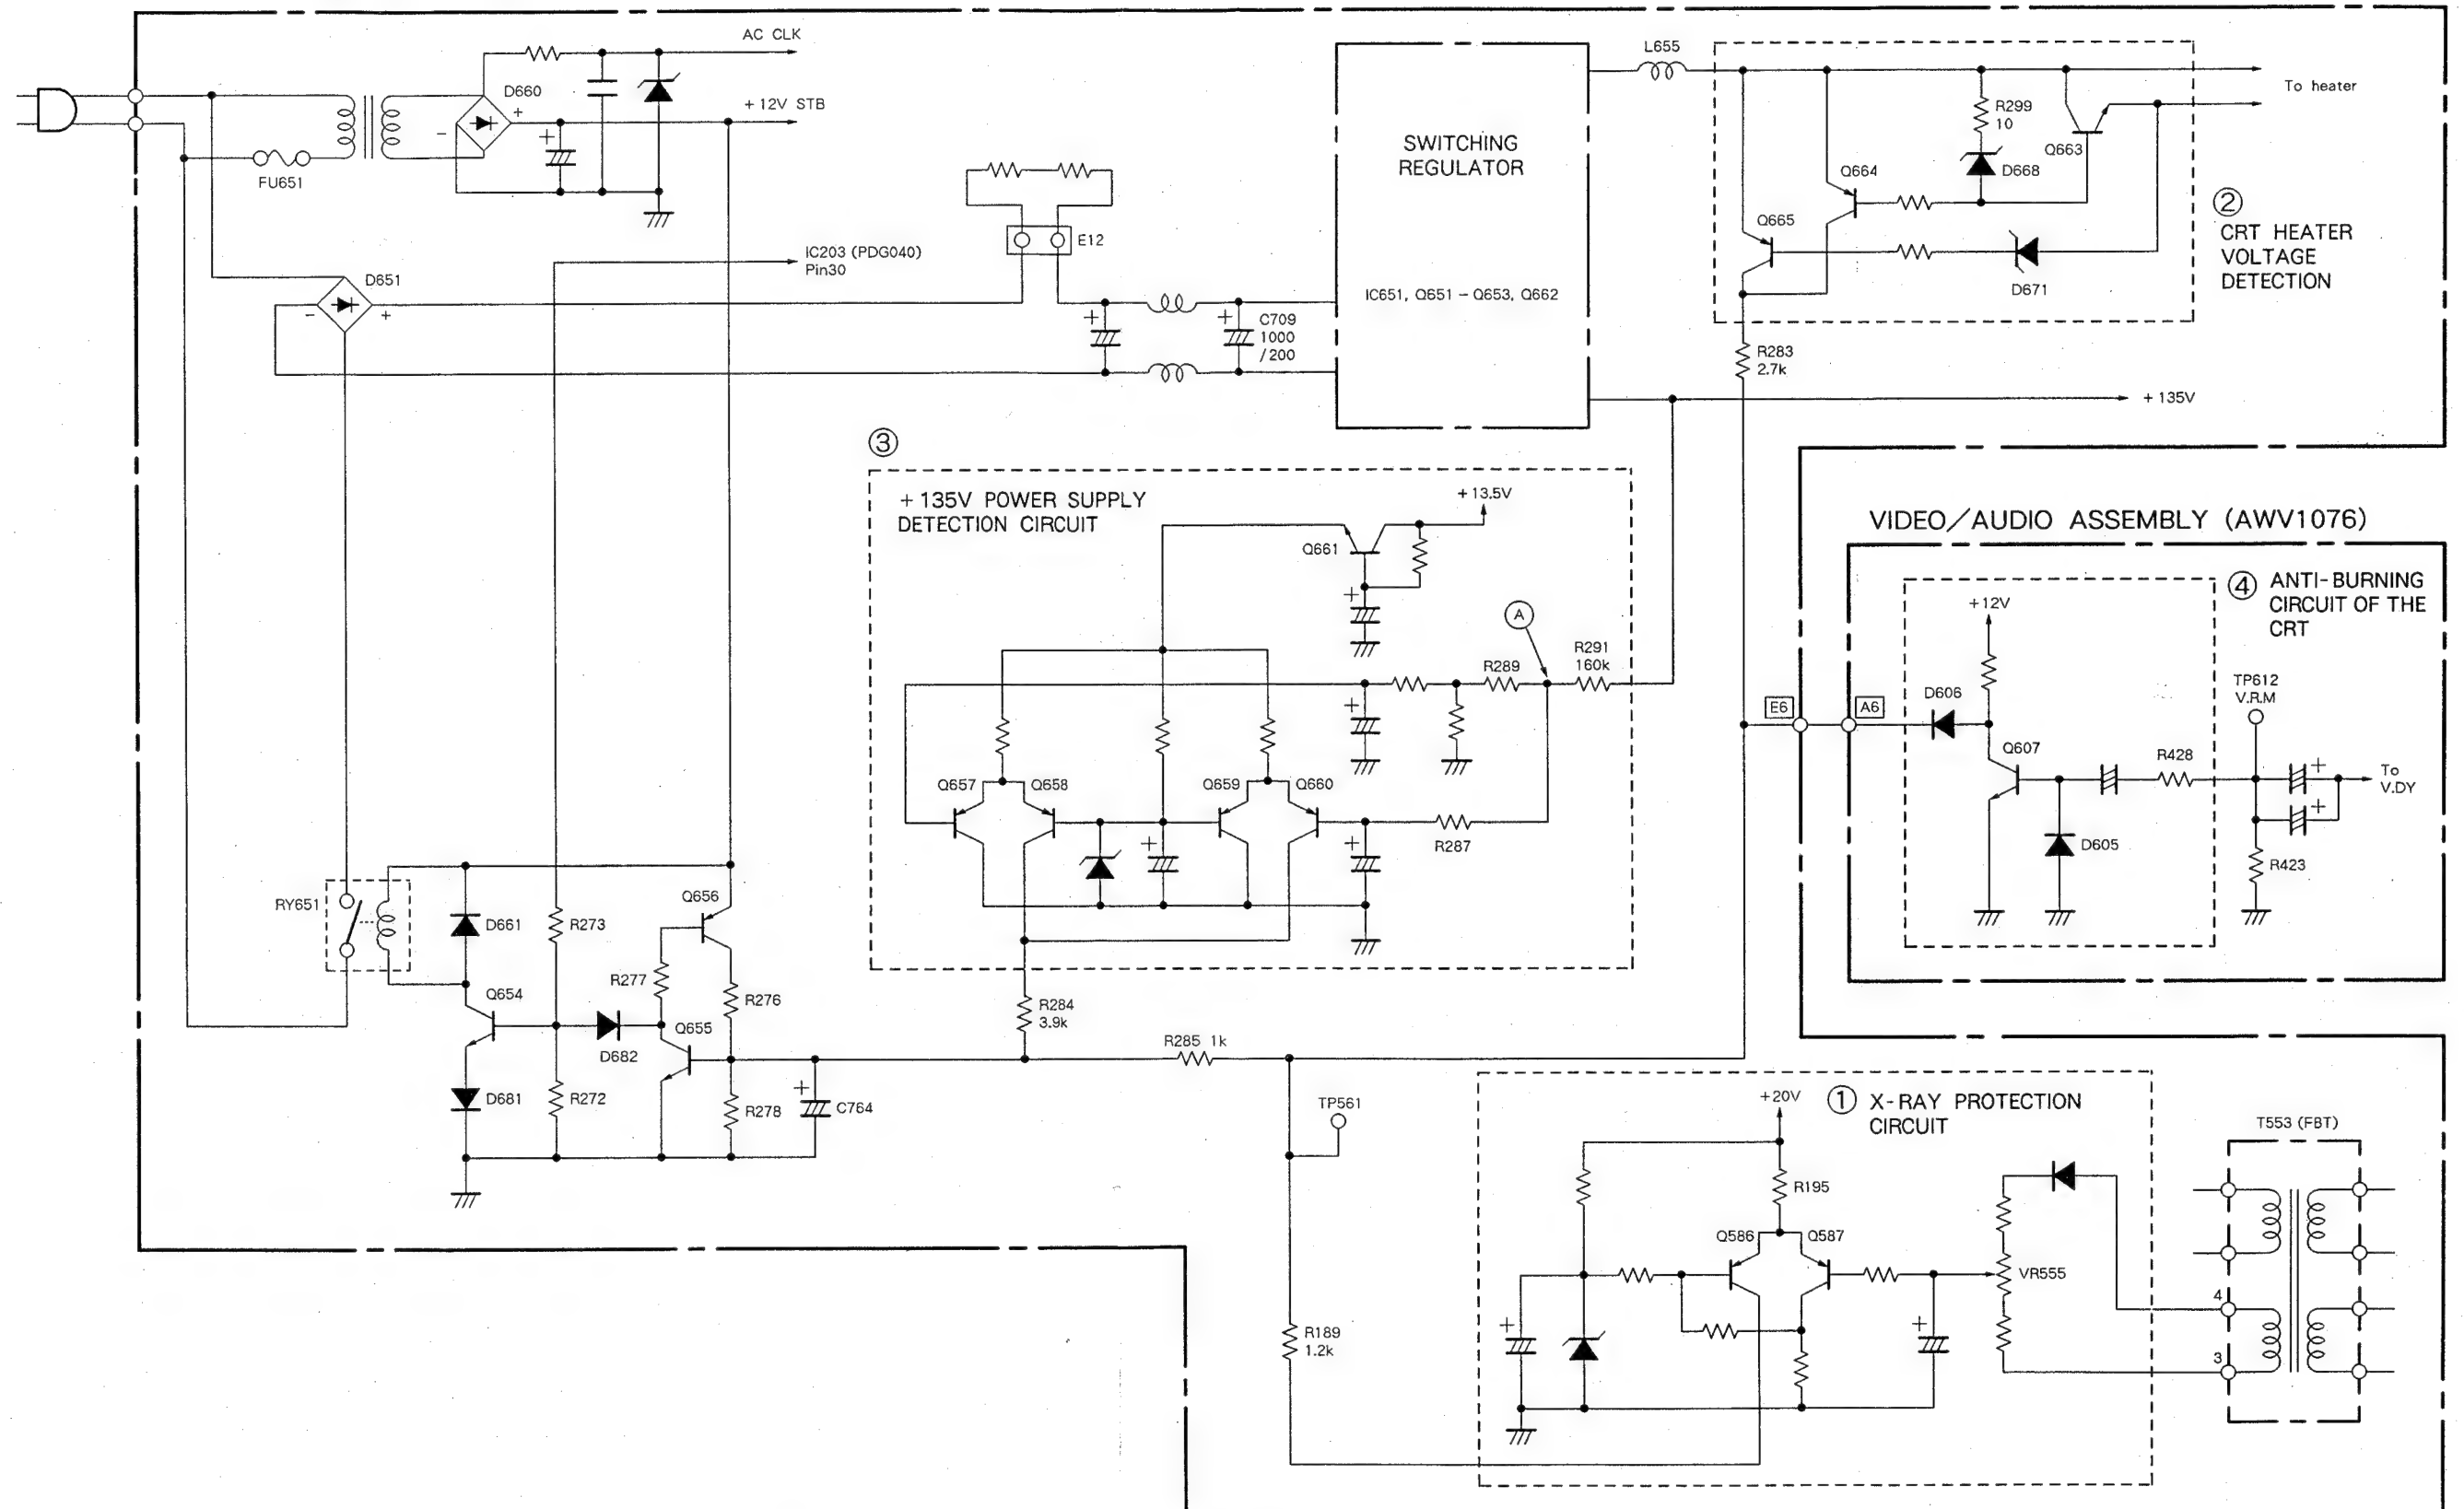 AC CLK
D660
+
-
+
+12V STB
FU651
IC203 (PDG040)
Pin30
D651
-
+
E12
+
+
C709
1000
/200
SWITCHING
REGULATOR
IC651, Q651 – Q653, Q662
L655
To heater
R299
10
Q663
Q664
D668
Q665
D671
②
CRT HEATER
VOLTAGE
DETECTION
R283
2.7k
+135V
③
+135V POWER SUPPLY
DETECTION CIRCUIT
+13.5V
Q661
+
A
R289
R291
160k
+
Q657
Q658
Q659
Q660
+
+
R287
VIDEO/AUDIO ASSEMBLY (AWV1076)
④ ANTI-BURNING
CIRCUIT OF THE
CRT
+12V
TP612
V.R.M
E6
A6
D606
Q607
R428
+
+
To
V.DY
D605
R423
RY651
D661
R273
Q656
R277
R276
Q654
Q655
D682
D681
R272
R278
+
C764
R284
3.9k
R285 1k
TP561
① X-RAY PROTECTION
CIRCUIT
+20V
T553 (FBT)
R195
Q586
Q587
VR555
4
3
+
+
R189
1.2k